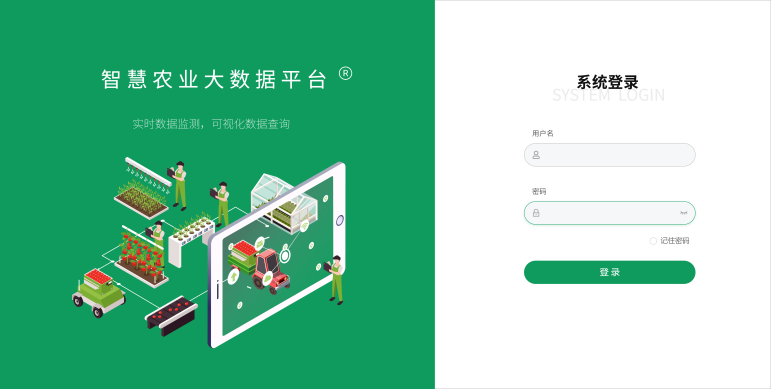 智慧农业大数据平台 ®
实时数据监测，可视化数据查询
系统登录
SYSTEM LOGIN
用户名
密码
记住密码
登录